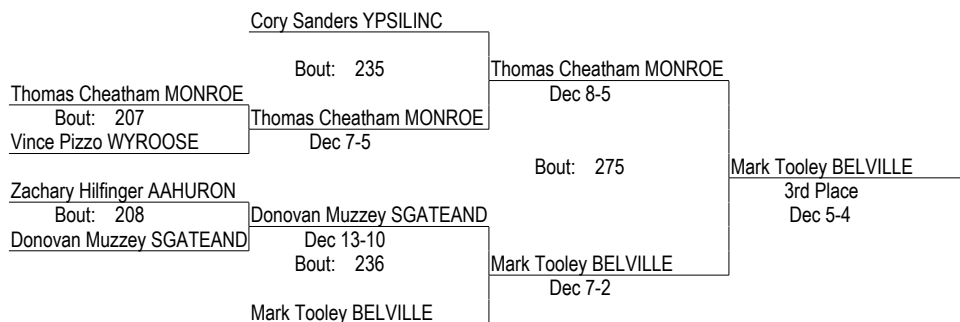 Cory Sanders YPSILINC
Bout: 235
Thomas Cheatham MONROE
Dec 8-5
Thomas Cheatham MONROE
Bout: 207
Thomas Cheatham MONROE
Vince Pizzo WYROOSE
Dec 7-5
Bout: 275
Mark Tooley BELVILLE
3rd Place
Dec 5-4
Zachary Hilfinger AAHURON
Bout: 208
Donovan Muzzey SGATEAND
Donovan Muzzey SGATEAND
Dec 13-10
Bout: 236
Mark Tooley BELVILLE
Dec 7-2
Mark Tooley BELVILLE